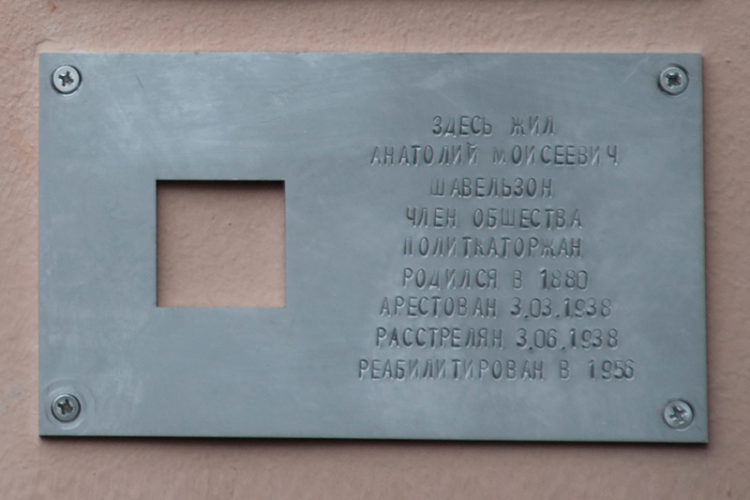 ЗДЕСЬ ЖИЛ
АНАТОЛИЙ МОИСЕЕВИЧ
ШАВЕЛЬЗОН
ЧЛЕН ОБЩЕСТВА
ПОЛИТКАТОРЖАН
РОДИЛСЯ В 1880
АРЕСТОВАН 3.03.1938
РАССТРЕЛЯН 3.06.1938
РЕАБИЛИТИРОВАН В 1956